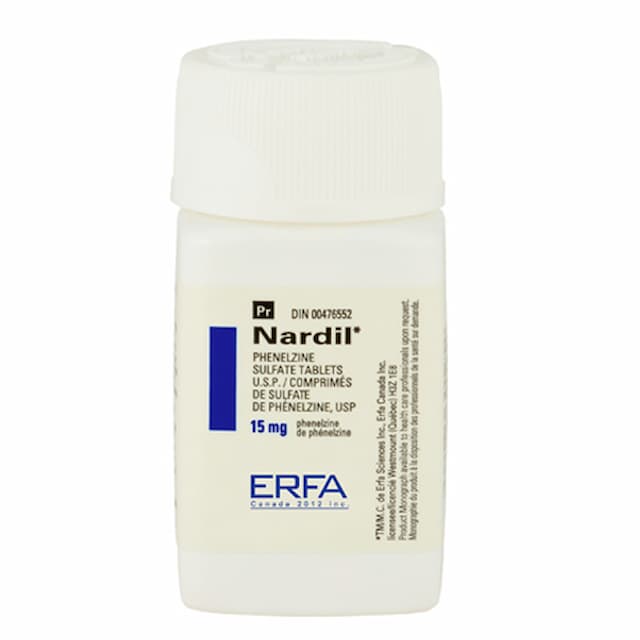 Pr DIN 00476552
Nardil*
PHENELZINE
SULFATE TABLETS
U.S.P./COMPRIMÉS
DE SULFATE
DE PHÉNELZINE, USP
15 mg phenelzine
de phénelzine
ERFA
Canada 2012 Inc.
*TM/M.C. de Erfa Sciences Inc., Erfa Canada Inc.
licensee/licencié Westmount (Québec) H3Z 1E8
Product Monograph available to health care professionals upon request.
Monographie du produit à la disposition des professionnels de la santé sur demande.